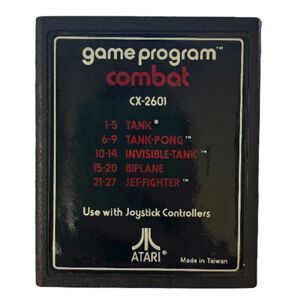 game program™
combat
CX-2601
1-5 TANK®
6-9 TANK-PONG™
10-14 INVISIBLE-TANK™
15-20 BIPLANE
21-27 JET-FIGHTER™
Use with Joystick Controllers
ATARI®
Made in Taiwan